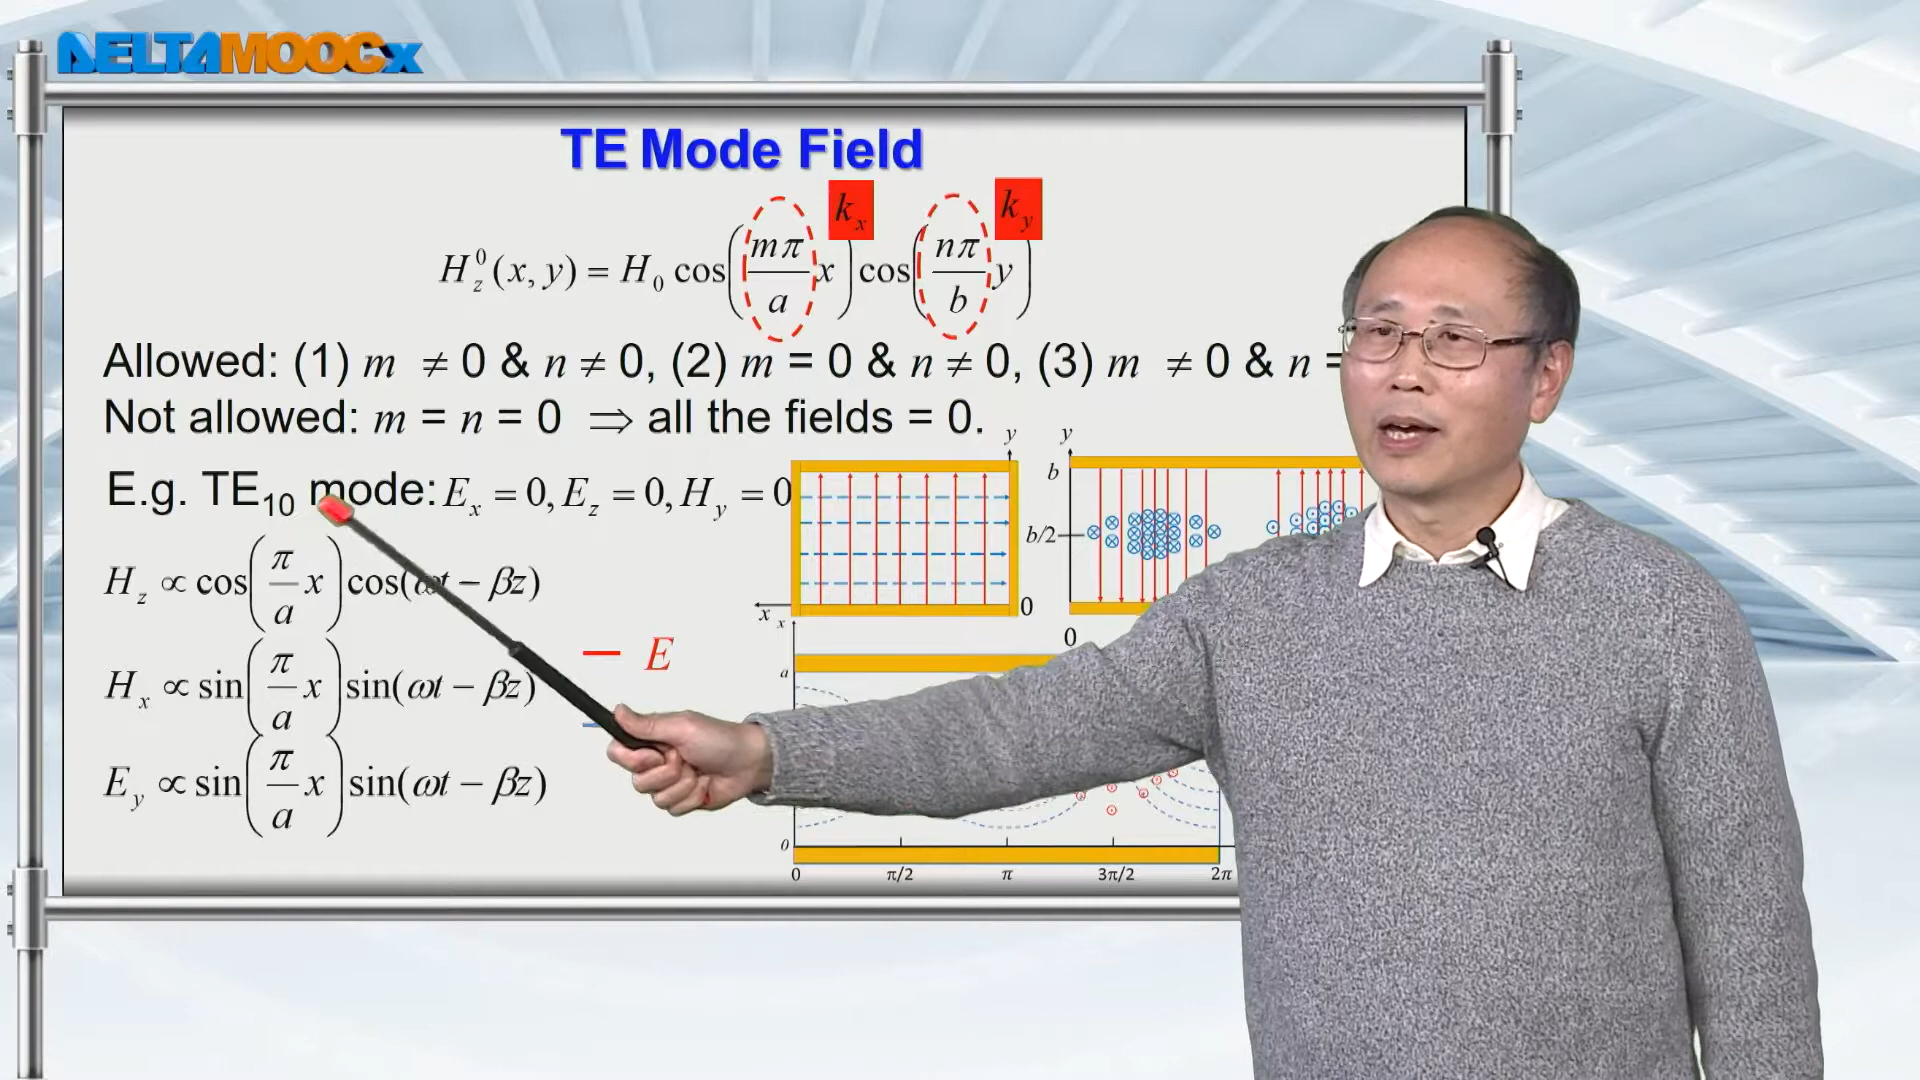 DELTAMOOCx
TE Mode Field
k_x k_y
H_z^0(x, y) = H_0 cos(mπ/a x) cos(nπ/b y)
Allowed: (1) m ≠ 0 & n ≠ 0, (2) m = 0 & n ≠ 0, (3) m ≠ 0 & n =
Not allowed: m = n = 0 ⇒ all the fields = 0.
E.g. TE10 mode: E_x = 0, E_z = 0, H_y = 0
H_z ∝ cos(π/a x) cos(ωt − βz)
H_x ∝ sin(π/a x) sin(ωt − βz)
E_y ∝ sin(π/a x) sin(ωt − βz)
E
y
x
0
y
b
b/2
0
x
a
0
0 π/2 π 3π/2 2π